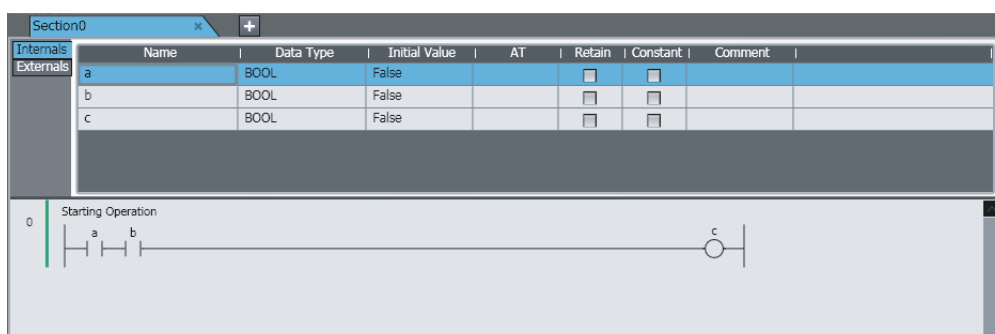 Section0 × +
Internals Name Data Type Initial Value AT Retain Constant Comment
Externals
a BOOL False
b BOOL False
c BOOL False
Starting Operation
0
a b c